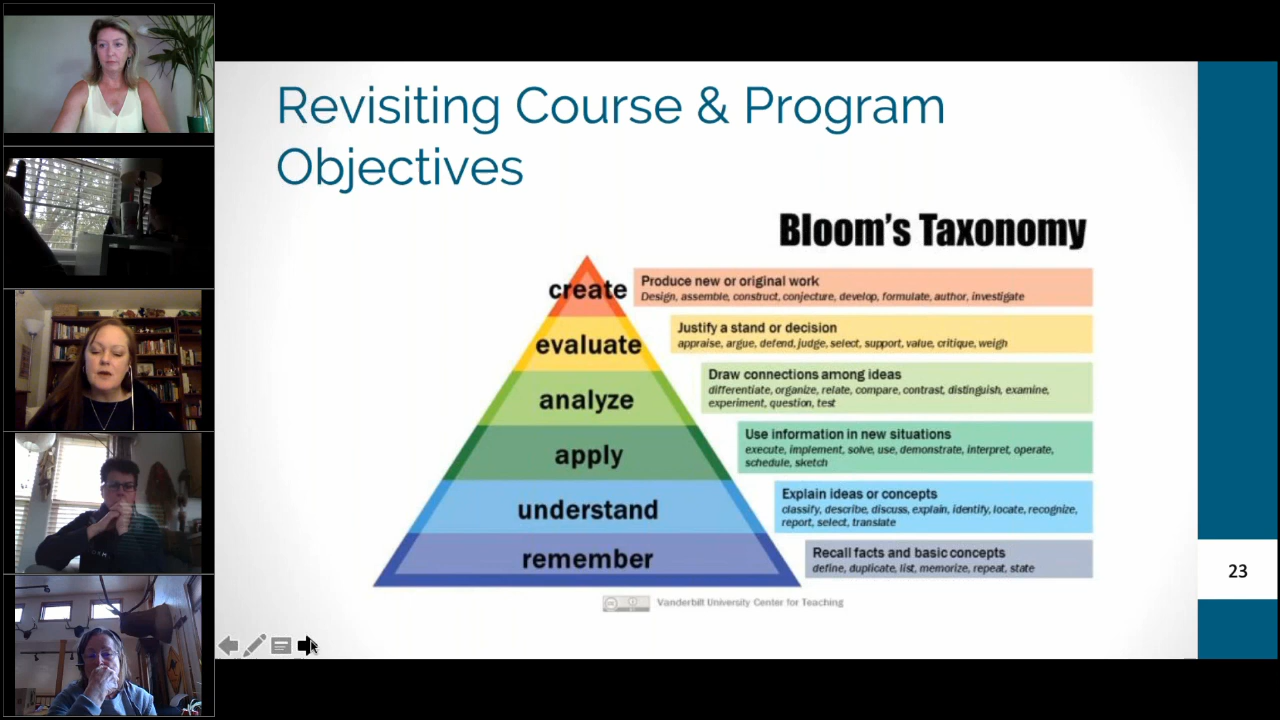 Revisiting Course & Program
Objectives
Bloom's Taxonomy
create
Produce new or original work
Design, assemble, construct, conjecture, develop, formulate, author, investigate
evaluate
Justify a stand or decision
appraise, argue, defend, judge, select, support, value, critique, weigh
analyze
Draw connections among ideas
differentiate, organize, relate, compare, contrast, distinguish, examine,
experiment, question, test
apply
Use information in new situations
execute, implement, solve, use, demonstrate, interpret, operate,
schedule, sketch
understand
Explain ideas or concepts
classify, describe, discuss, explain, identify, locate, recognize,
report, select, translate
remember
Recall facts and basic concepts
define, duplicate, list, memorize, repeat, state
23
Vanderbilt University Center for Teaching